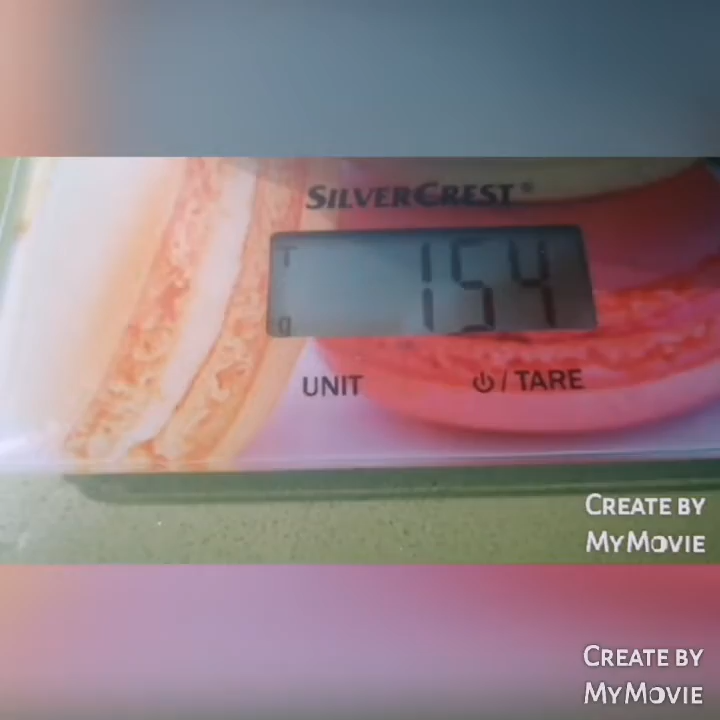 SILVERCREST®
T
154
g
UNIT
⏻/TARE
CREATE BY
MYMOVIE
CREATE BY
MYMOVIE